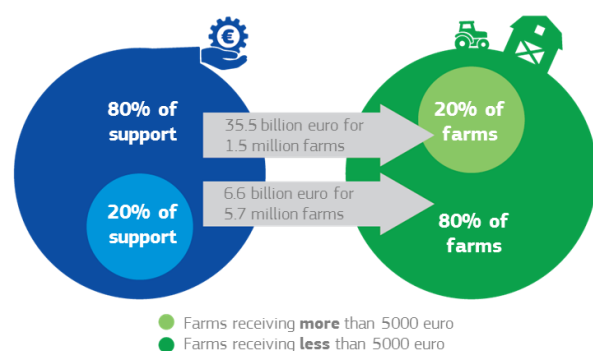 €
80% of
support
35.5 billion euro for
1.5 million farms
20% of
farms
20% of
support
6.6 billion euro for
5.7 million farms
80% of
farms
Farms receiving more than 5000 euro
Farms receiving less than 5000 euro